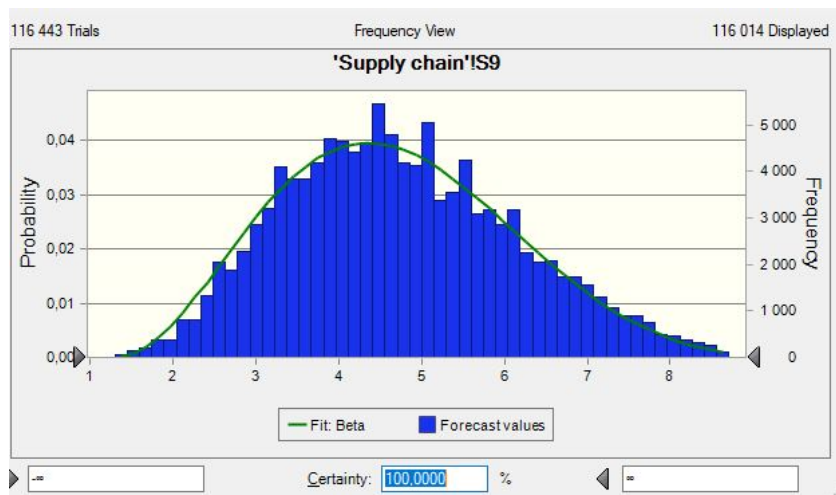 116 443 Trials Frequency View 116 014 Displayed
'Supply chain'!S9
Probability
0,04
0,03
0,02
0,01
0,00
5 000
4 000
3 000
2 000
1 000
0
Frequency
1 2 3 4 5 6 7 8
Fit: Beta Forecast values
-∞ Certainty: 100,0000 % ∞